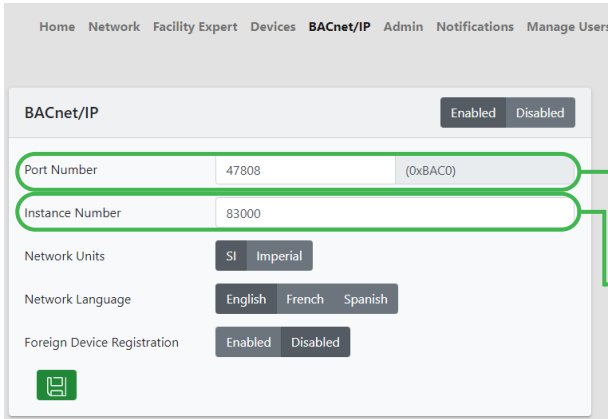 Home Network Facility Expert Devices BACnet/IP Admin Notifications Manage Users
BACnet/IP Enabled Disabled
Port Number 47808 (0xBAC0)
Instance Number 83000
Network Units SI Imperial
Network Language English French Spanish
Foreign Device Registration Enabled Disabled